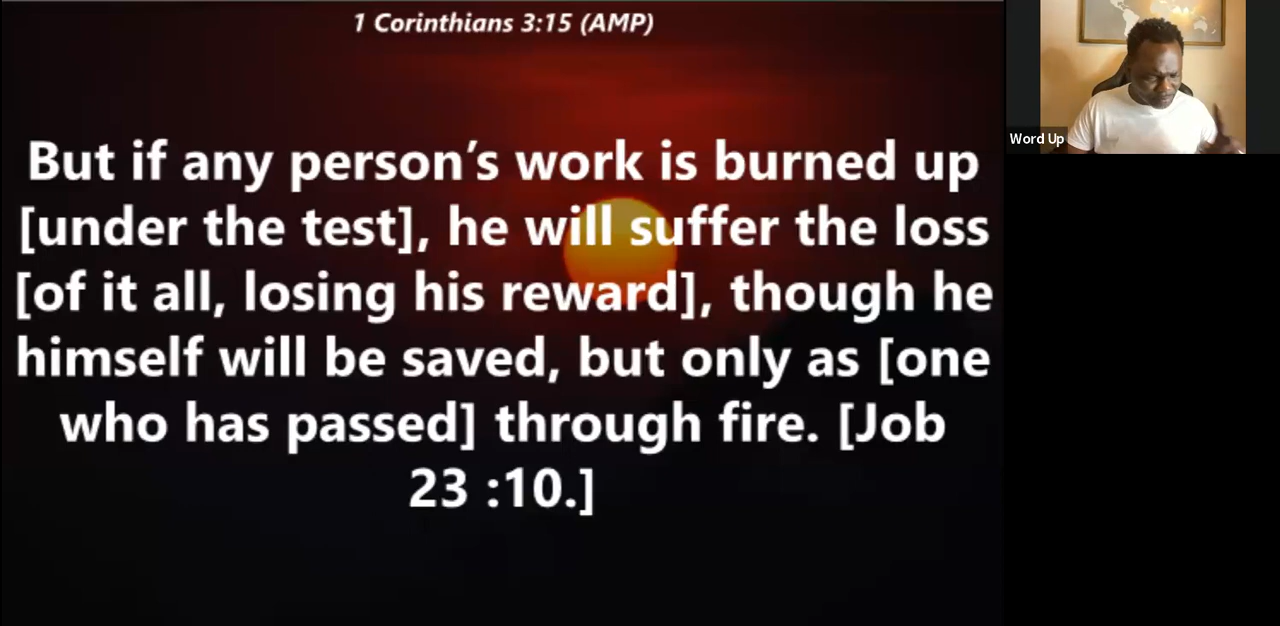 1 Corinthians 3:15 (AMP)
But if any person’s work is burned up
[under the test], he will suffer the loss
[of it all, losing his reward], though he
himself will be saved, but only as [one
who has passed] through fire. [Job
23 :10.]
Word Up